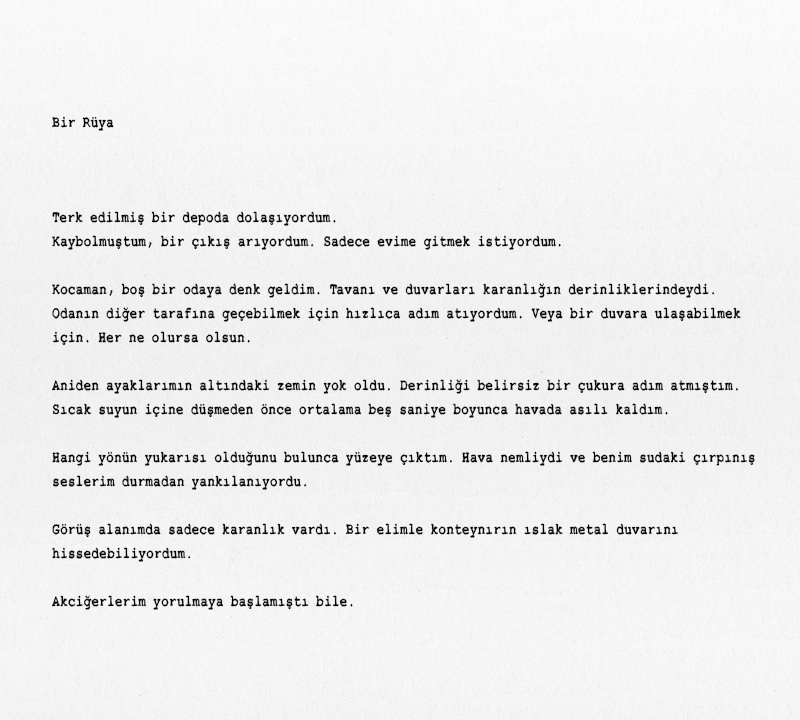 Bir Rüya
Terk edilmiş bir depoda dolaşıyordum.
Kaybolmuştum, bir çıkış arıyordum. Sadece evime gitmek istiyordum.
Kocaman, boş bir odaya denk geldim. Tavanı ve duvarları karanlığın derinliklerindeydi.
Odanın diğer tarafına geçebilmek için hızlıca adım atıyordum. Veya bir duvara ulaşabilmek
için. Her ne olursa olsun.
Aniden ayaklarımın altındaki zemin yok oldu. Derinliği belirsiz bir çukura adım atmıştım.
Sıcak suyun içine düşmeden önce ortalama beş saniye boyunca havada asılı kaldım.
Hangi yönün yukarısı olduğunu bulunca yüzeye çıktım. Hava nemliydi ve benim sudaki çırpınış
seslerim durmadan yankılanıyordu.
Görüş alanımda sadece karanlık vardı. Bir elimle konteynırın ıslak metal duvarını
hissedebiliyordum.
Akciğerlerim yorulmaya başlamıştı bile.